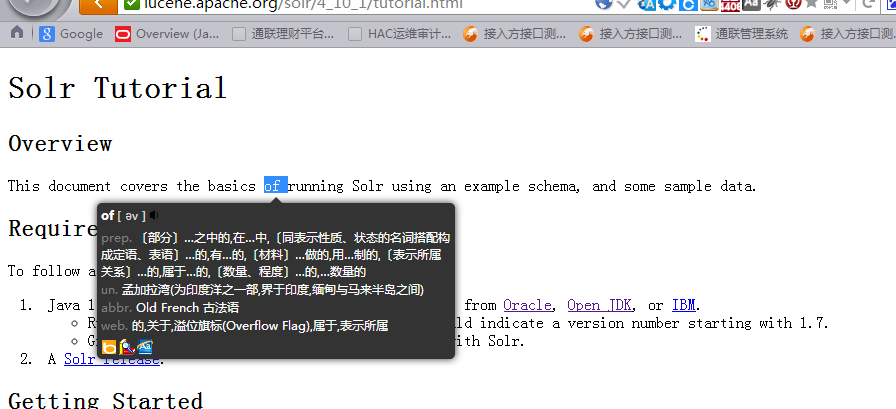 lucene.apache.org/solr/4_10_1/tutorial.html
Google Overview (Ja... 通联理财平台... HAC运维审计... 接入方接口测... 接入方接口测... 通联管理系统 接入方接口测...
Solr Tutorial
Overview
This document covers the basics of running Solr using an example schema, and some sample data.
of [ əv ]
prep. 〔部分〕...之中的,在...中,〔同表示性质、状态的名词搭配构
成定语、表语〕...的,有...的,〔材料〕...做的,用...制的,〔表示所属
关系〕...的,属于...的,〔数量、程度〕...的,...数量的
un. 孟加拉湾(为印度洋之一部,界于印度,缅甸与马来半岛之间)
abbr. Old French 古法语
web. 的,关于,溢位旗标(Overflow Flag),属于,表示所属
Require
To follow a
1. Java 1 from Oracle, Open JDK, or IBM.
indicate a version number starting with 1.7.
with Solr.
2. A Solr release.
Getting Started